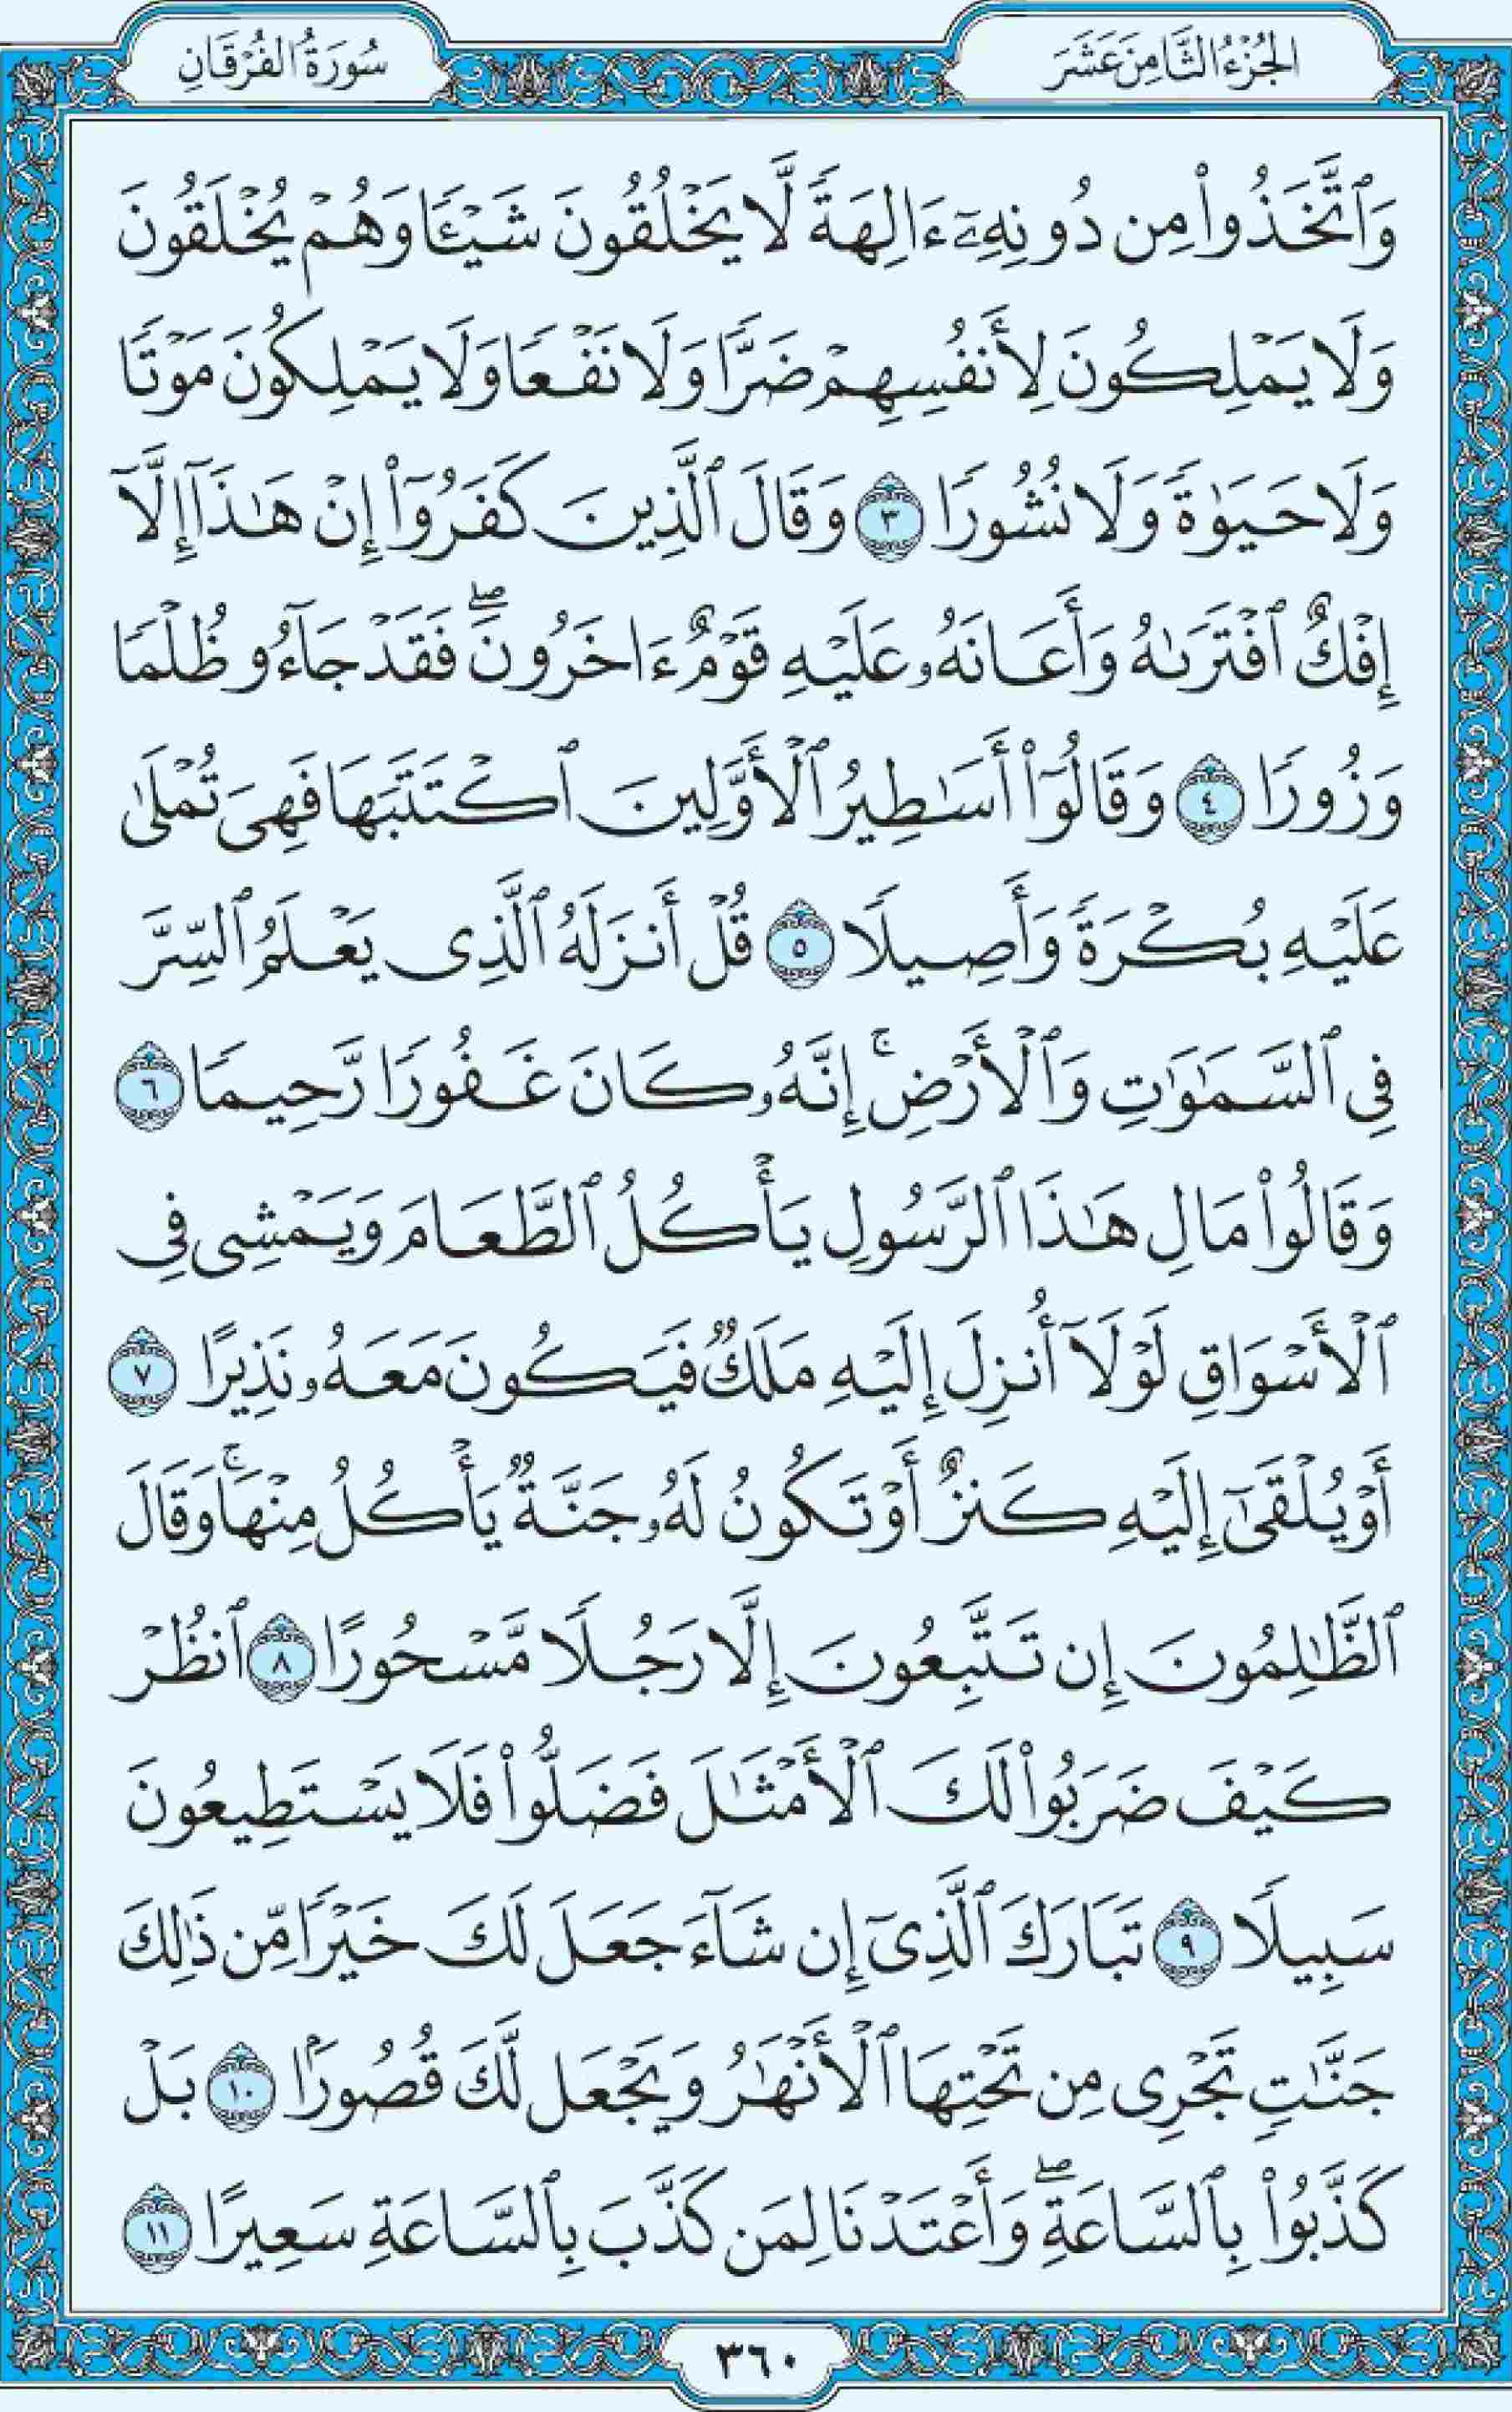 الجُزْءُ الثَّامِنَ عَشَرَ
سُورَةُ الفُرْقَانِ
وَٱتَّخَذُوا۟ مِن دُونِهِۦٓ ءَالِهَةً لَّا يَخْلُقُونَ شَيْـًٔا وَهُمْ يُخْلَقُونَ
وَلَا يَمْلِكُونَ لِأَنفُسِهِمْ ضَرًّا وَلَا نَفْعًا وَلَا يَمْلِكُونَ مَوْتًا
وَلَا حَيَوٰةً وَلَا نُشُورًا ٣ وَقَالَ ٱلَّذِينَ كَفَرُوٓا۟ إِنْ هَـٰذَآ إِلَّآ
إِفْكٌ ٱفْتَرَىٰهُ وَأَعَانَهُۥ عَلَيْهِ قَوْمٌ ءَاخَرُونَ ۖ فَقَدْ جَآءُو ظُلْمًا
وَزُورًا ٤ وَقَالُوٓا۟ أَسَـٰطِيرُ ٱلْأَوَّلِينَ ٱكْتَتَبَهَا فَهِىَ تُمْلَىٰ
عَلَيْهِ بُكْرَةً وَأَصِيلًا ٥ قُلْ أَنزَلَهُ ٱلَّذِى يَعْلَمُ ٱلسِّرَّ
فِى ٱلسَّمَـٰوَٰتِ وَٱلْأَرْضِ ۚ إِنَّهُۥ كَانَ غَفُورًا رَّحِيمًا ٦
وَقَالُوا۟ مَالِ هَـٰذَا ٱلرَّسُولِ يَأْكُلُ ٱلطَّعَامَ وَيَمْشِى فِى
ٱلْأَسْوَاقِ لَوْلَآ أُنزِلَ إِلَيْهِ مَلَكٌ فَيَكُونَ مَعَهُۥ نَذِيرًا ٧
أَوْ يُلْقَىٰٓ إِلَيْهِ كَنزٌ أَوْ تَكُونُ لَهُۥ جَنَّةٌ يَأْكُلُ مِنْهَا ۚ وَقَالَ
ٱلظَّـٰلِمُونَ إِن تَتَّبِعُونَ إِلَّا رَجُلًا مَّسْحُورًا ٨ ٱنظُرْ
كَيْفَ ضَرَبُوا۟ لَكَ ٱلْأَمْثَـٰلَ فَضَلُّوا۟ فَلَا يَسْتَطِيعُونَ
سَبِيلًا ٩ تَبَارَكَ ٱلَّذِىٓ إِن شَآءَ جَعَلَ لَكَ خَيْرًا مِّن ذَٰلِكَ
جَنَّـٰتٍ تَجْرِى مِن تَحْتِهَا ٱلْأَنْهَـٰرُ وَيَجْعَل لَّكَ قُصُورًۢا ١٠ بَلْ
كَذَّبُوا۟ بِٱلسَّاعَةِ ۖ وَأَعْتَدْنَا لِمَن كَذَّبَ بِٱلسَّاعَةِ سَعِيرًا ١١
٣٦٠